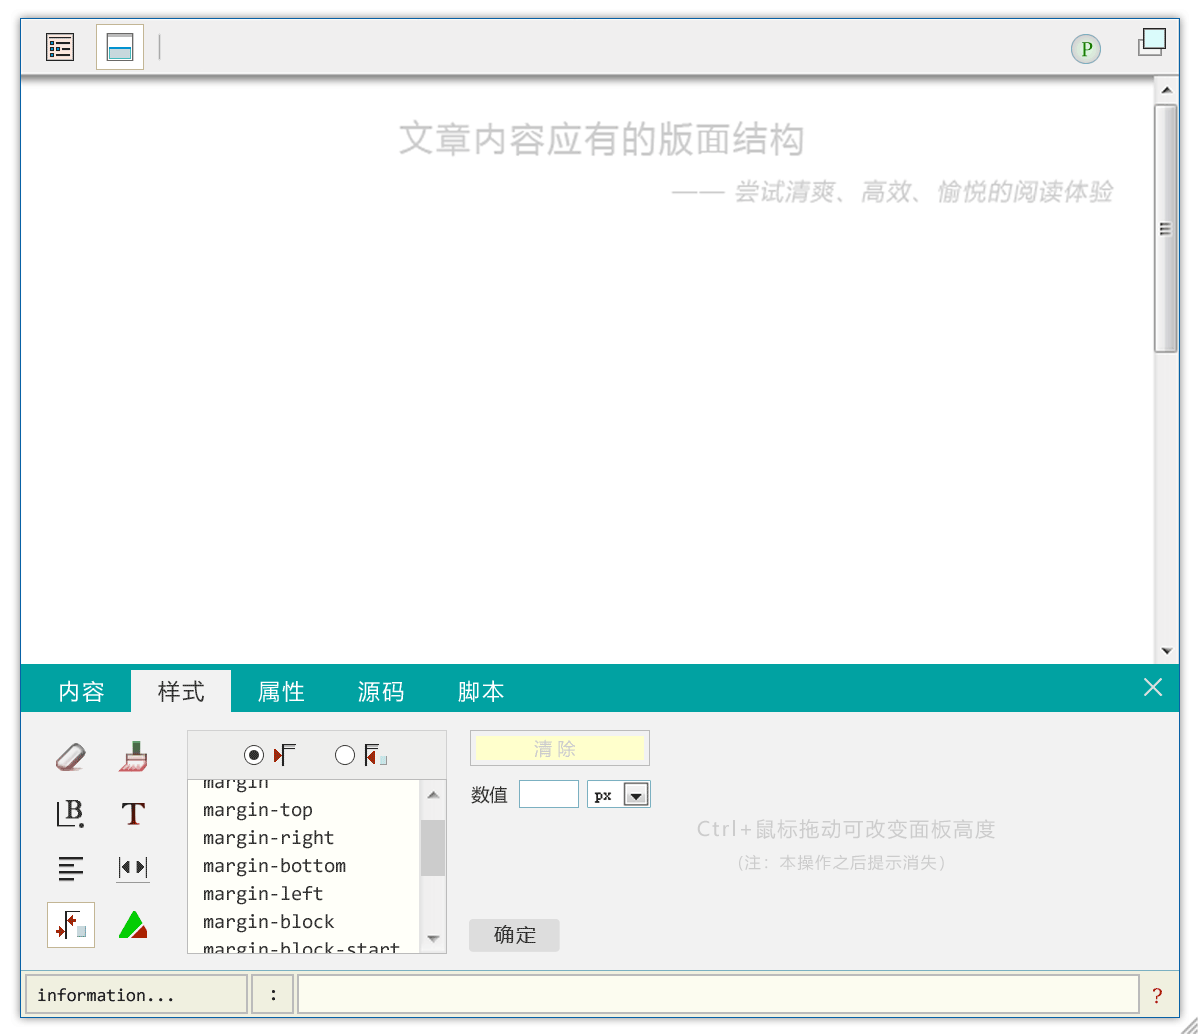 P
文章内容应有的版面结构
—— 尝试清爽、高效、愉悦的阅读体验
内容 样式 属性 源码 脚本
清除
margin
margin-top
margin-right
margin-bottom
margin-left
margin-block
margin-block-start
数值 px
Ctrl+鼠标拖动可改变面板高度
(注：本操作之后提示消失)
B T
确定
information... : ?